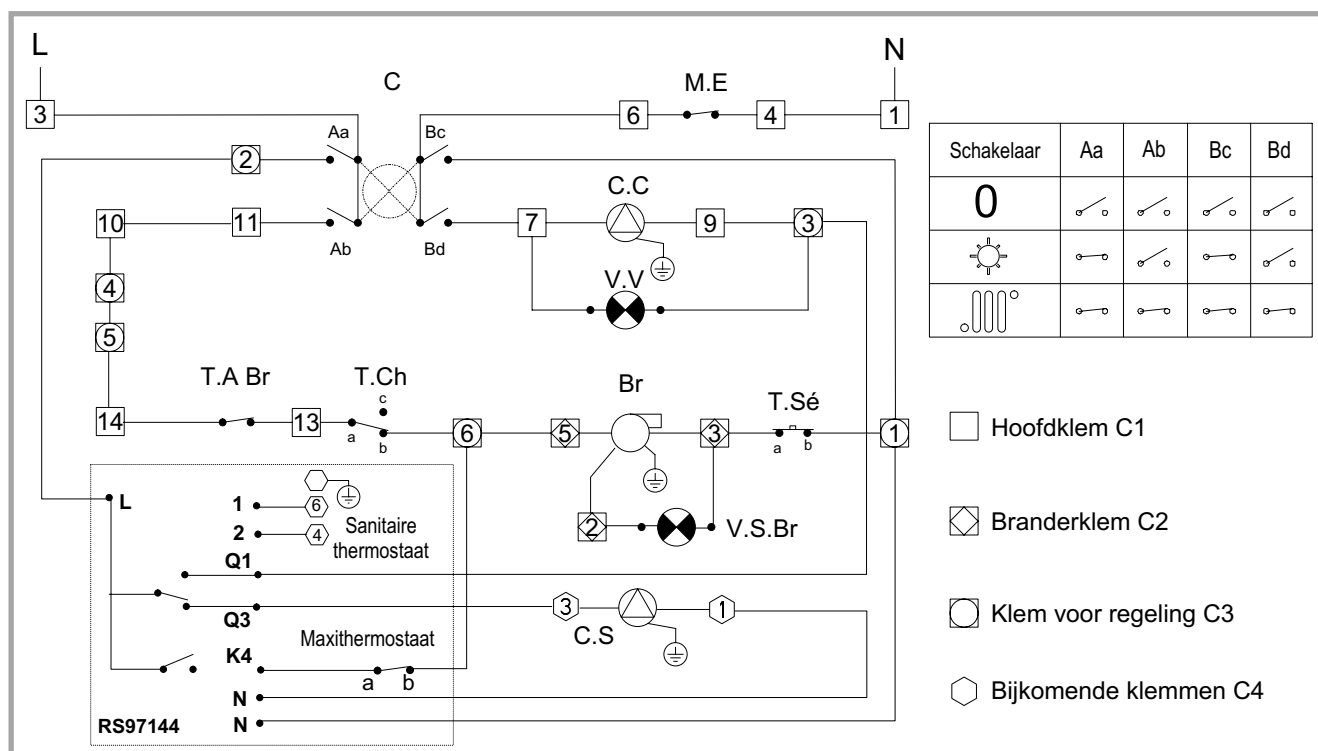 L N
C M.E
3 6 4 1
Aa Bc
2
C.C
10 11 7 9 3
Ab Bd
V.V
4
5
T.A Br T.Ch Br T.Sé
c
14 13 a b 6 5 3 a b 1
2 V.S.Br
L
1 6
2 4
Sanitaire
thermostaat
Q1
Q3
3 1
C.S
Maxithermostaat
K4
a b
N
RS97144 N
Schakelaar Aa Ab Bc Bd
0
Hoofdklem C1
Branderklem C2
Klem voor regeling C3
Bijkomende klemmen C4